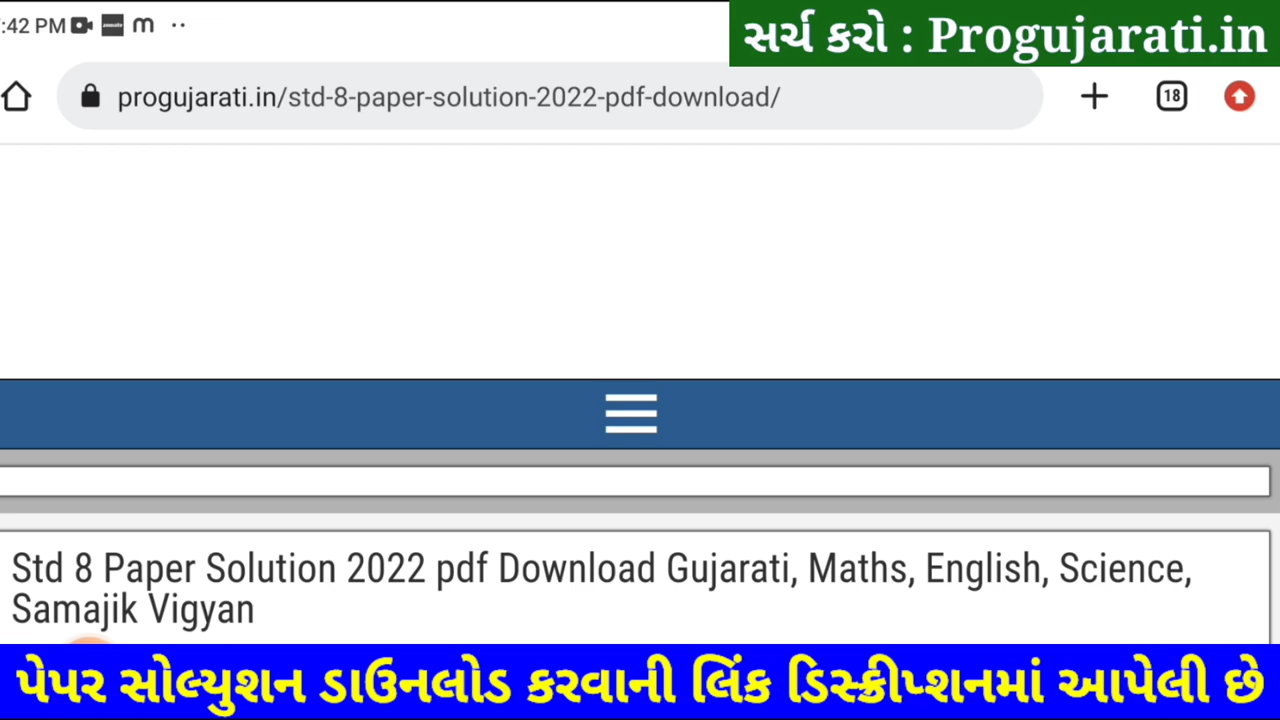 :42 PM
સર્ચ કરો : Progujarati.in
progujarati.in/std-8-paper-solution-2022-pdf-download/
18
Std 8 Paper Solution 2022 pdf Download Gujarati, Maths, English, Science,
Samajik Vigyan
પેપર સોલ્યુશન ડાઉનલોડ કરવાની લિંક ડિસ્ક્રીપ્શનમાં આપેલી છે